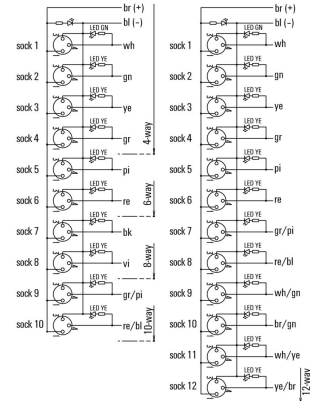 br (+)
bl (−)
LED GN
sock 1 wh
LED YE
sock 2 gn
LED YE
sock 3 ye
LED YE
sock 4 gr
4-way
LED YE
sock 5 pi
LED YE
sock 6 re
6-way
LED YE
sock 7 bk
LED YE
sock 8 vi
8-way
LED YE
sock 9 gr/pi
LED YE
sock 10 re/bl
10-way
br (+)
bl (−)
LED GN
sock 1 wh
LED YE
sock 2 gn
LED YE
sock 3 ye
LED YE
sock 4 gr
LED YE
sock 5 pi
LED YE
sock 6 re
LED YE
sock 7 gr/pi
LED YE
sock 8 re/bl
LED YE
sock 9 wh/gn
LED YE
sock 10 br/gn
LED YE
sock 11 wh/ye
LED YE
sock 12 ye/br
12-way